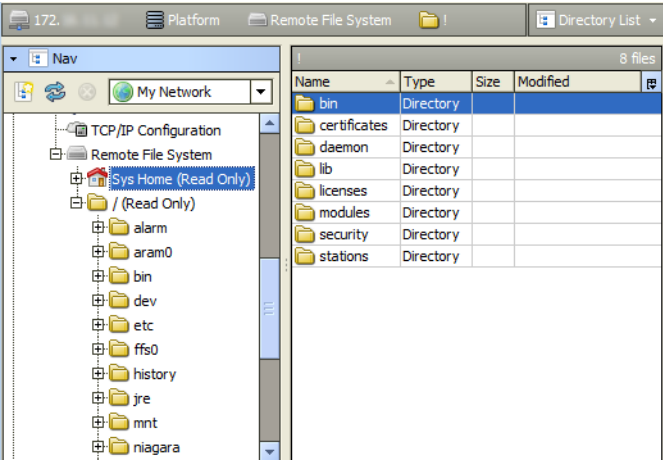 172.
Platform
Remote File System
!
Directory List
Nav
My Network
TCP/IP Configuration
Remote File System
Sys Home (Read Only)
/ (Read Only)
alarm
aram0
bin
dev
etc
ffs0
history
jre
mnt
niagara
!
8 files
Name Type Size Modified
bin Directory
certificates Directory
daemon Directory
lib Directory
licenses Directory
modules Directory
security Directory
stations Directory